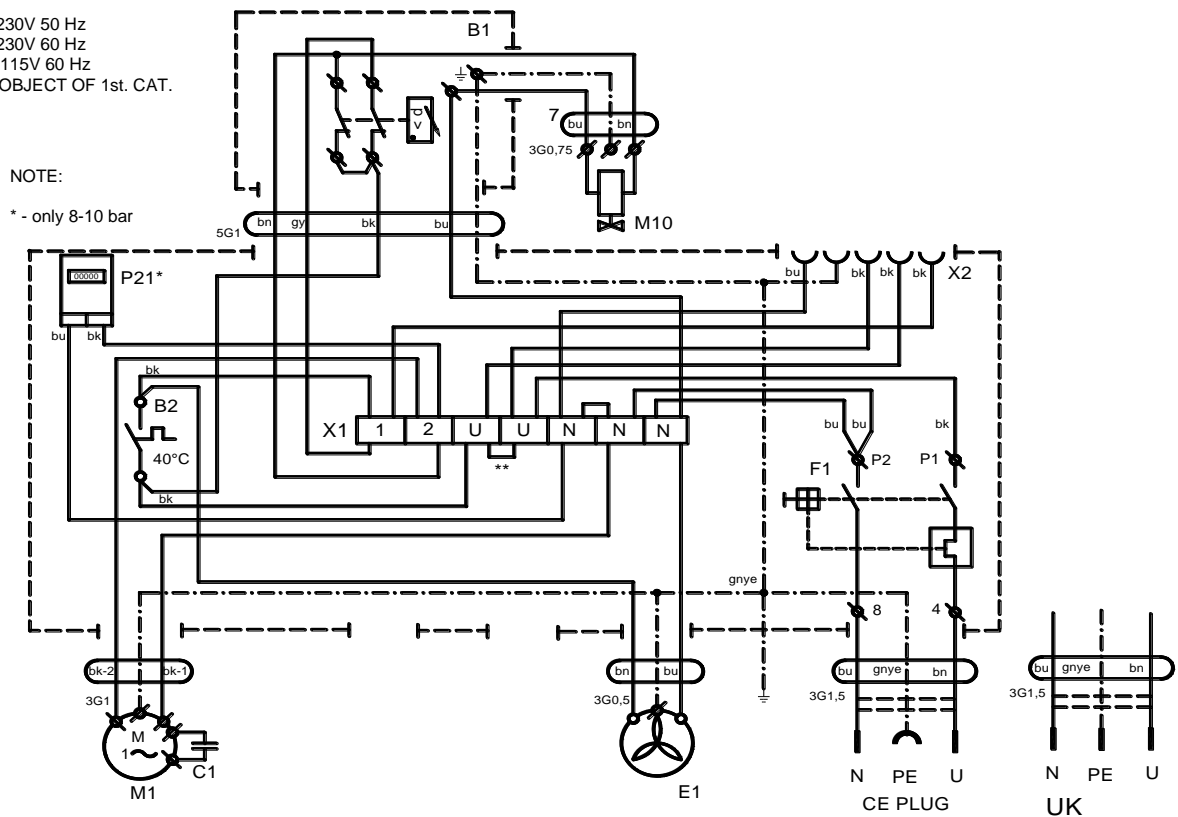 230V 50 Hz
230V 60 Hz
115V 60 Hz
OBJECT OF 1st. CAT.
NOTE:
* - only 8-10 bar
B1
< d
7
bu bn
3G0,75
M10
bn gy bk bu
5G1
P21*
00000
bu bk
bu bk bk bk
X2
bk
B2
40°C
bk
X1 1 2 U U N N N
**
bu bu bk
P2 P1
F1
gnye
8 4
bk-2 bk-1
3G1
M
1
C1
M1
bn bu
3G0,5
E1
bu gnye bn
3G1,5
N PE U
CE PLUG
bu gnye bn
3G1,5
N PE U
UK